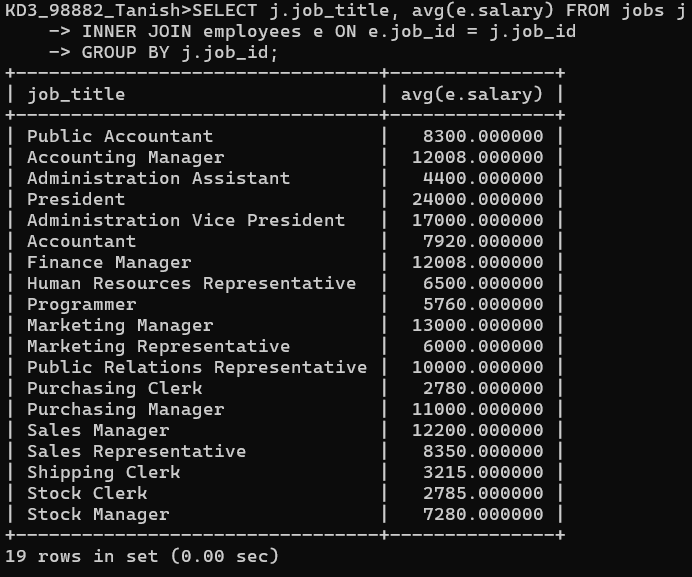 KD3_98882_Tanish>SELECT j.job_title, avg(e.salary) FROM jobs j
    -> INNER JOIN employees e ON e.job_id = j.job_id
    -> GROUP BY j.job_id;
+---------------------------------+---------------+
| job_title                       | avg(e.salary) |
+---------------------------------+---------------+
| Public Accountant               |   8300.000000 |
| Accounting Manager              |  12008.000000 |
| Administration Assistant        |   4400.000000 |
| President                       |  24000.000000 |
| Administration Vice President   |  17000.000000 |
| Accountant                      |   7920.000000 |
| Finance Manager                 |  12008.000000 |
| Human Resources Representative  |   6500.000000 |
| Programmer                      |   5760.000000 |
| Marketing Manager               |  13000.000000 |
| Marketing Representative        |   6000.000000 |
| Public Relations Representative |  10000.000000 |
| Purchasing Clerk                |   2780.000000 |
| Purchasing Manager              |  11000.000000 |
| Sales Manager                   |  12200.000000 |
| Sales Representative            |   8350.000000 |
| Shipping Clerk                  |   3215.000000 |
| Stock Clerk                     |   2785.000000 |
| Stock Manager                   |   7280.000000 |
+---------------------------------+---------------+
19 rows in set (0.00 sec)